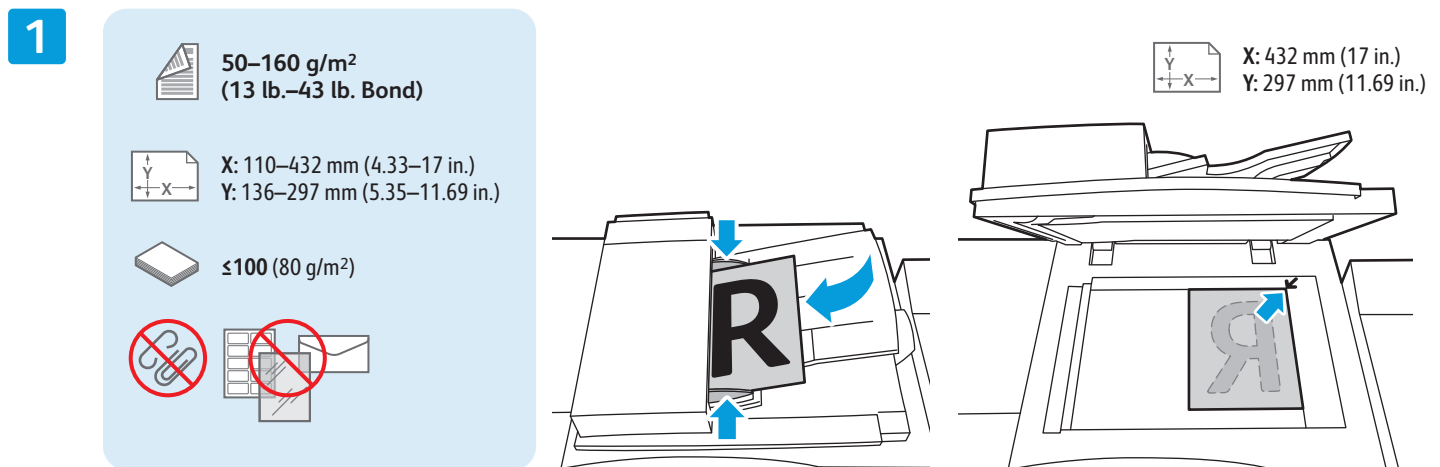 1
50–160 g/m²
(13 lb.–43 lb. Bond)
Y
X
X: 110–432 mm (4.33–17 in.)
Y: 136–297 mm (5.35–11.69 in.)
≤100 (80 g/m²)
R
Y
X
X: 432 mm (17 in.)
Y: 297 mm (11.69 in.)
R